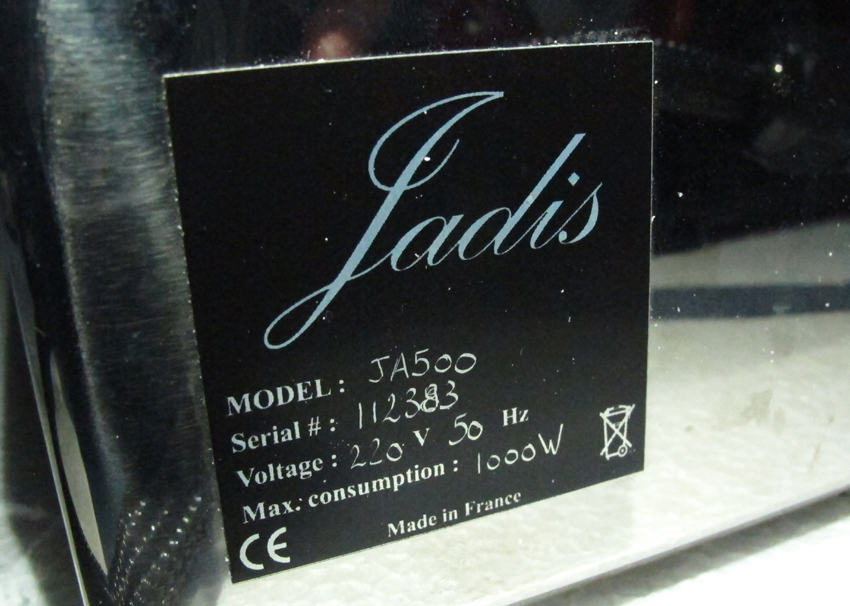 Jadis
MODEL : JA500
Serial # : 112383
Voltage : 220 V 50 Hz
Max. consumption : 1000W
Made in France
CE